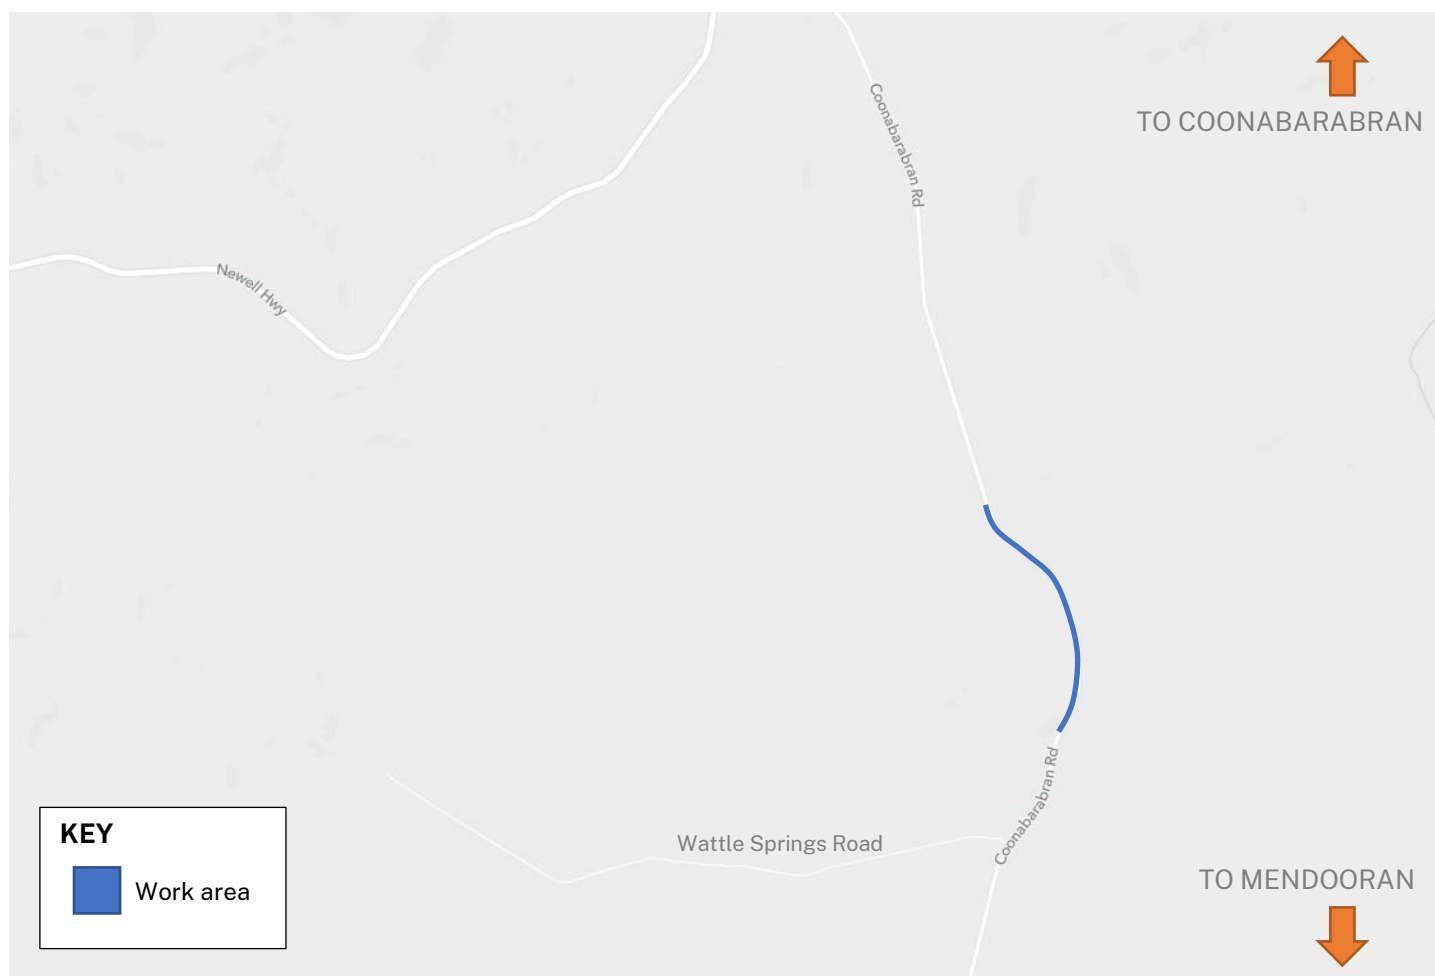 Coonabarabran Rd
TO COONABARABRAN
Newell Hwy
Coonabarabran Rd
Wattle Springs Road
KEY
Work area
TO MENDOORAN